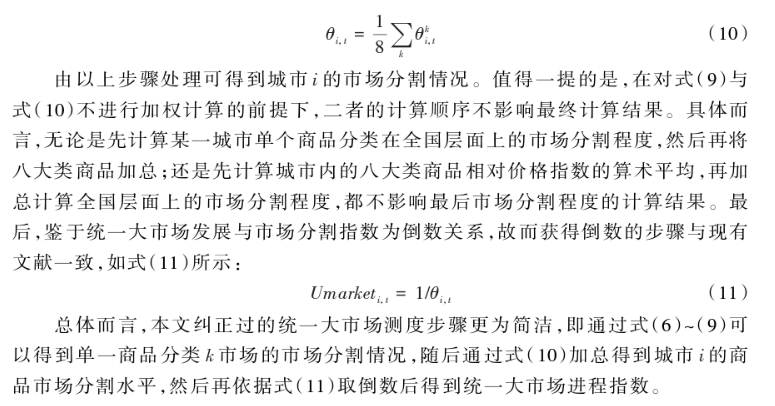 θ_{i,t} = \frac{1}{8}\sum_{k} θ^{k}_{i,t} (10)
由以上步骤处理可得到城市 i 的市场分割情况。值得一提的是,在对式(9)与
式(10)不进行加权计算的前提下,二者的计算顺序不影响最终计算结果。具体而
言,无论是先计算某一城市单个商品分类在全国层面上的市场分割程度,然后再将
八大类商品加总;还是先计算城市内的八大类商品相对价格指数的算术平均,再加
总计算全国层面上的市场分割程度,都不影响最后市场分割程度的计算结果。最
后,鉴于统一大市场发展与市场分割指数为倒数关系,故而获得倒数的步骤与现有
文献一致,如式(11)所示:
Umarket_{i,t} = 1/θ_{i,t} (11)
总体而言,本文纠正过的统一大市场测度步骤更为简洁,即通过式(6)~(9)可
以得到单一商品分类 k 市场的市场分割情况,随后通过式(10)加总得到城市 i 的商
品市场分割水平,然后再依据式(11)取倒数后得到统一大市场进程指数。